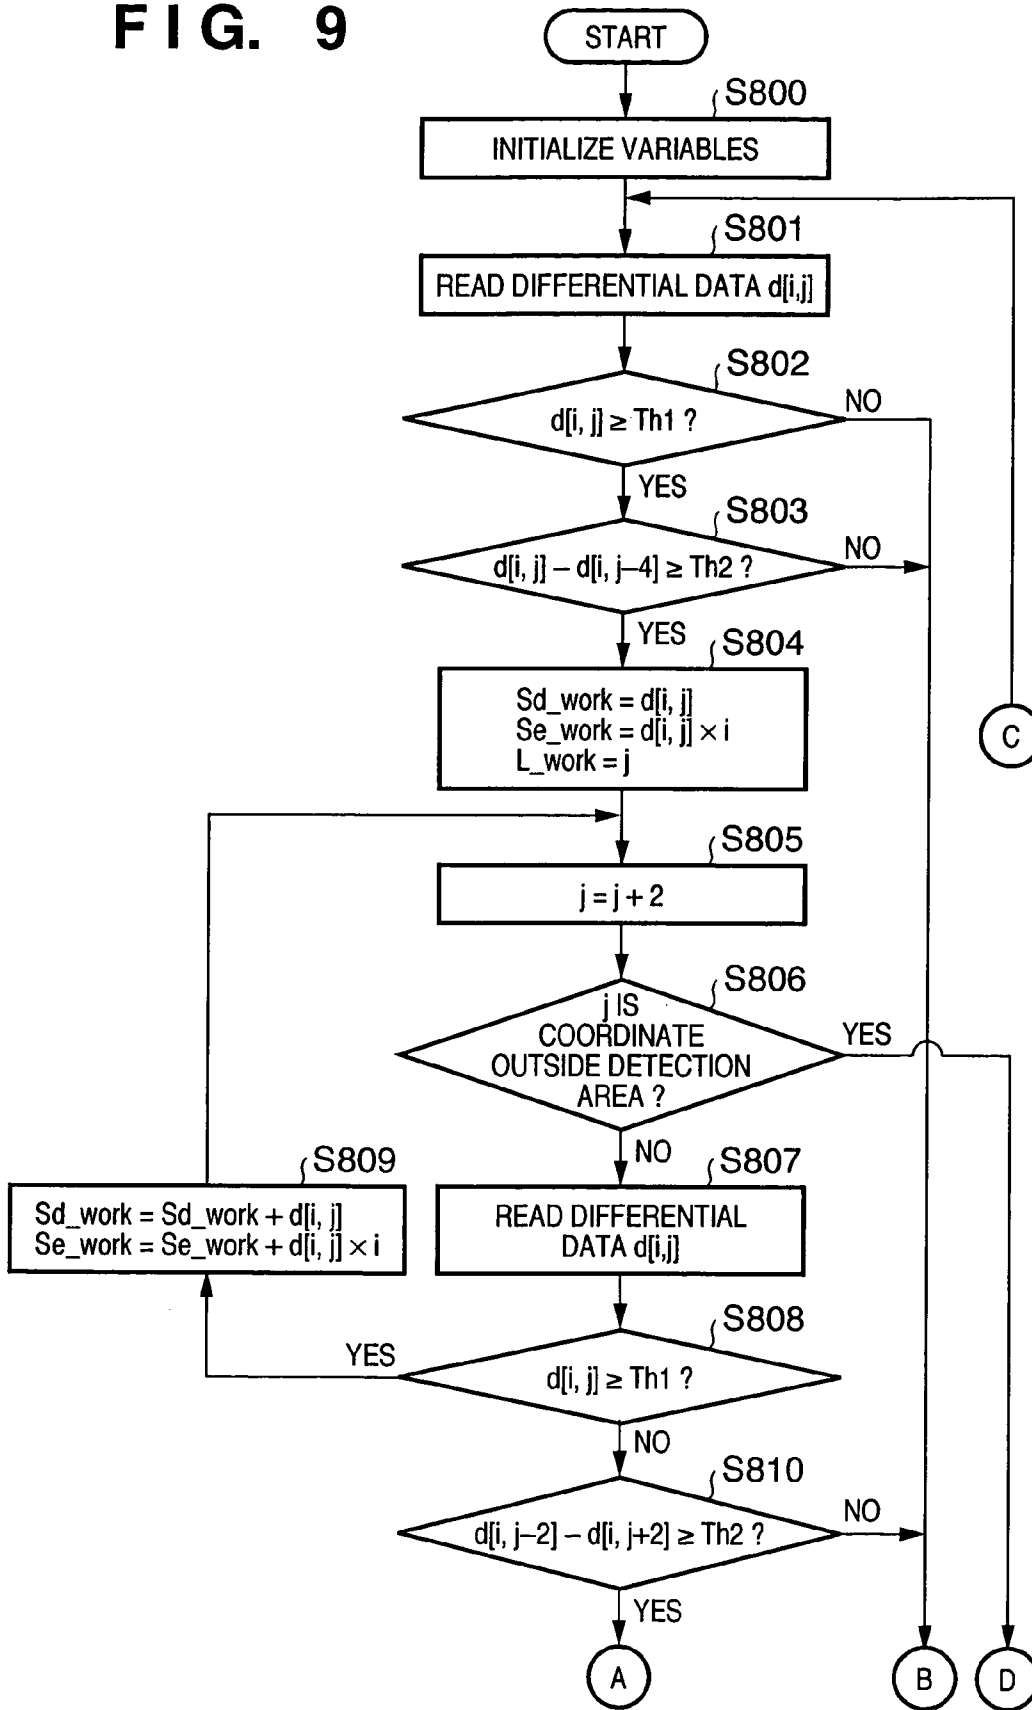 FIG. 9
START
S800
INITIALIZE VARIABLES
S801
READ DIFFERENTIAL DATA d[i,j]
S802
d[i, j] ≥ Th1 ?
NO
YES
S803
d[i, j] – d[i, j–4] ≥ Th2 ?
NO
YES
S804
Sd_work = d[i, j]
Se_work = d[i, j] × i
L_work = j
C
S805
j = j + 2
S806
j IS
COORDINATE
OUTSIDE DETECTION
AREA ?
YES
NO
S809
Sd_work = Sd_work + d[i, j]
Se_work = Se_work + d[i, j] × i
S807
READ DIFFERENTIAL
DATA d[i,j]
S808
YES
d[i, j] ≥ Th1 ?
NO
S810
d[i, j–2] – d[i, j+2] ≥ Th2 ?
NO
YES
A
B
D